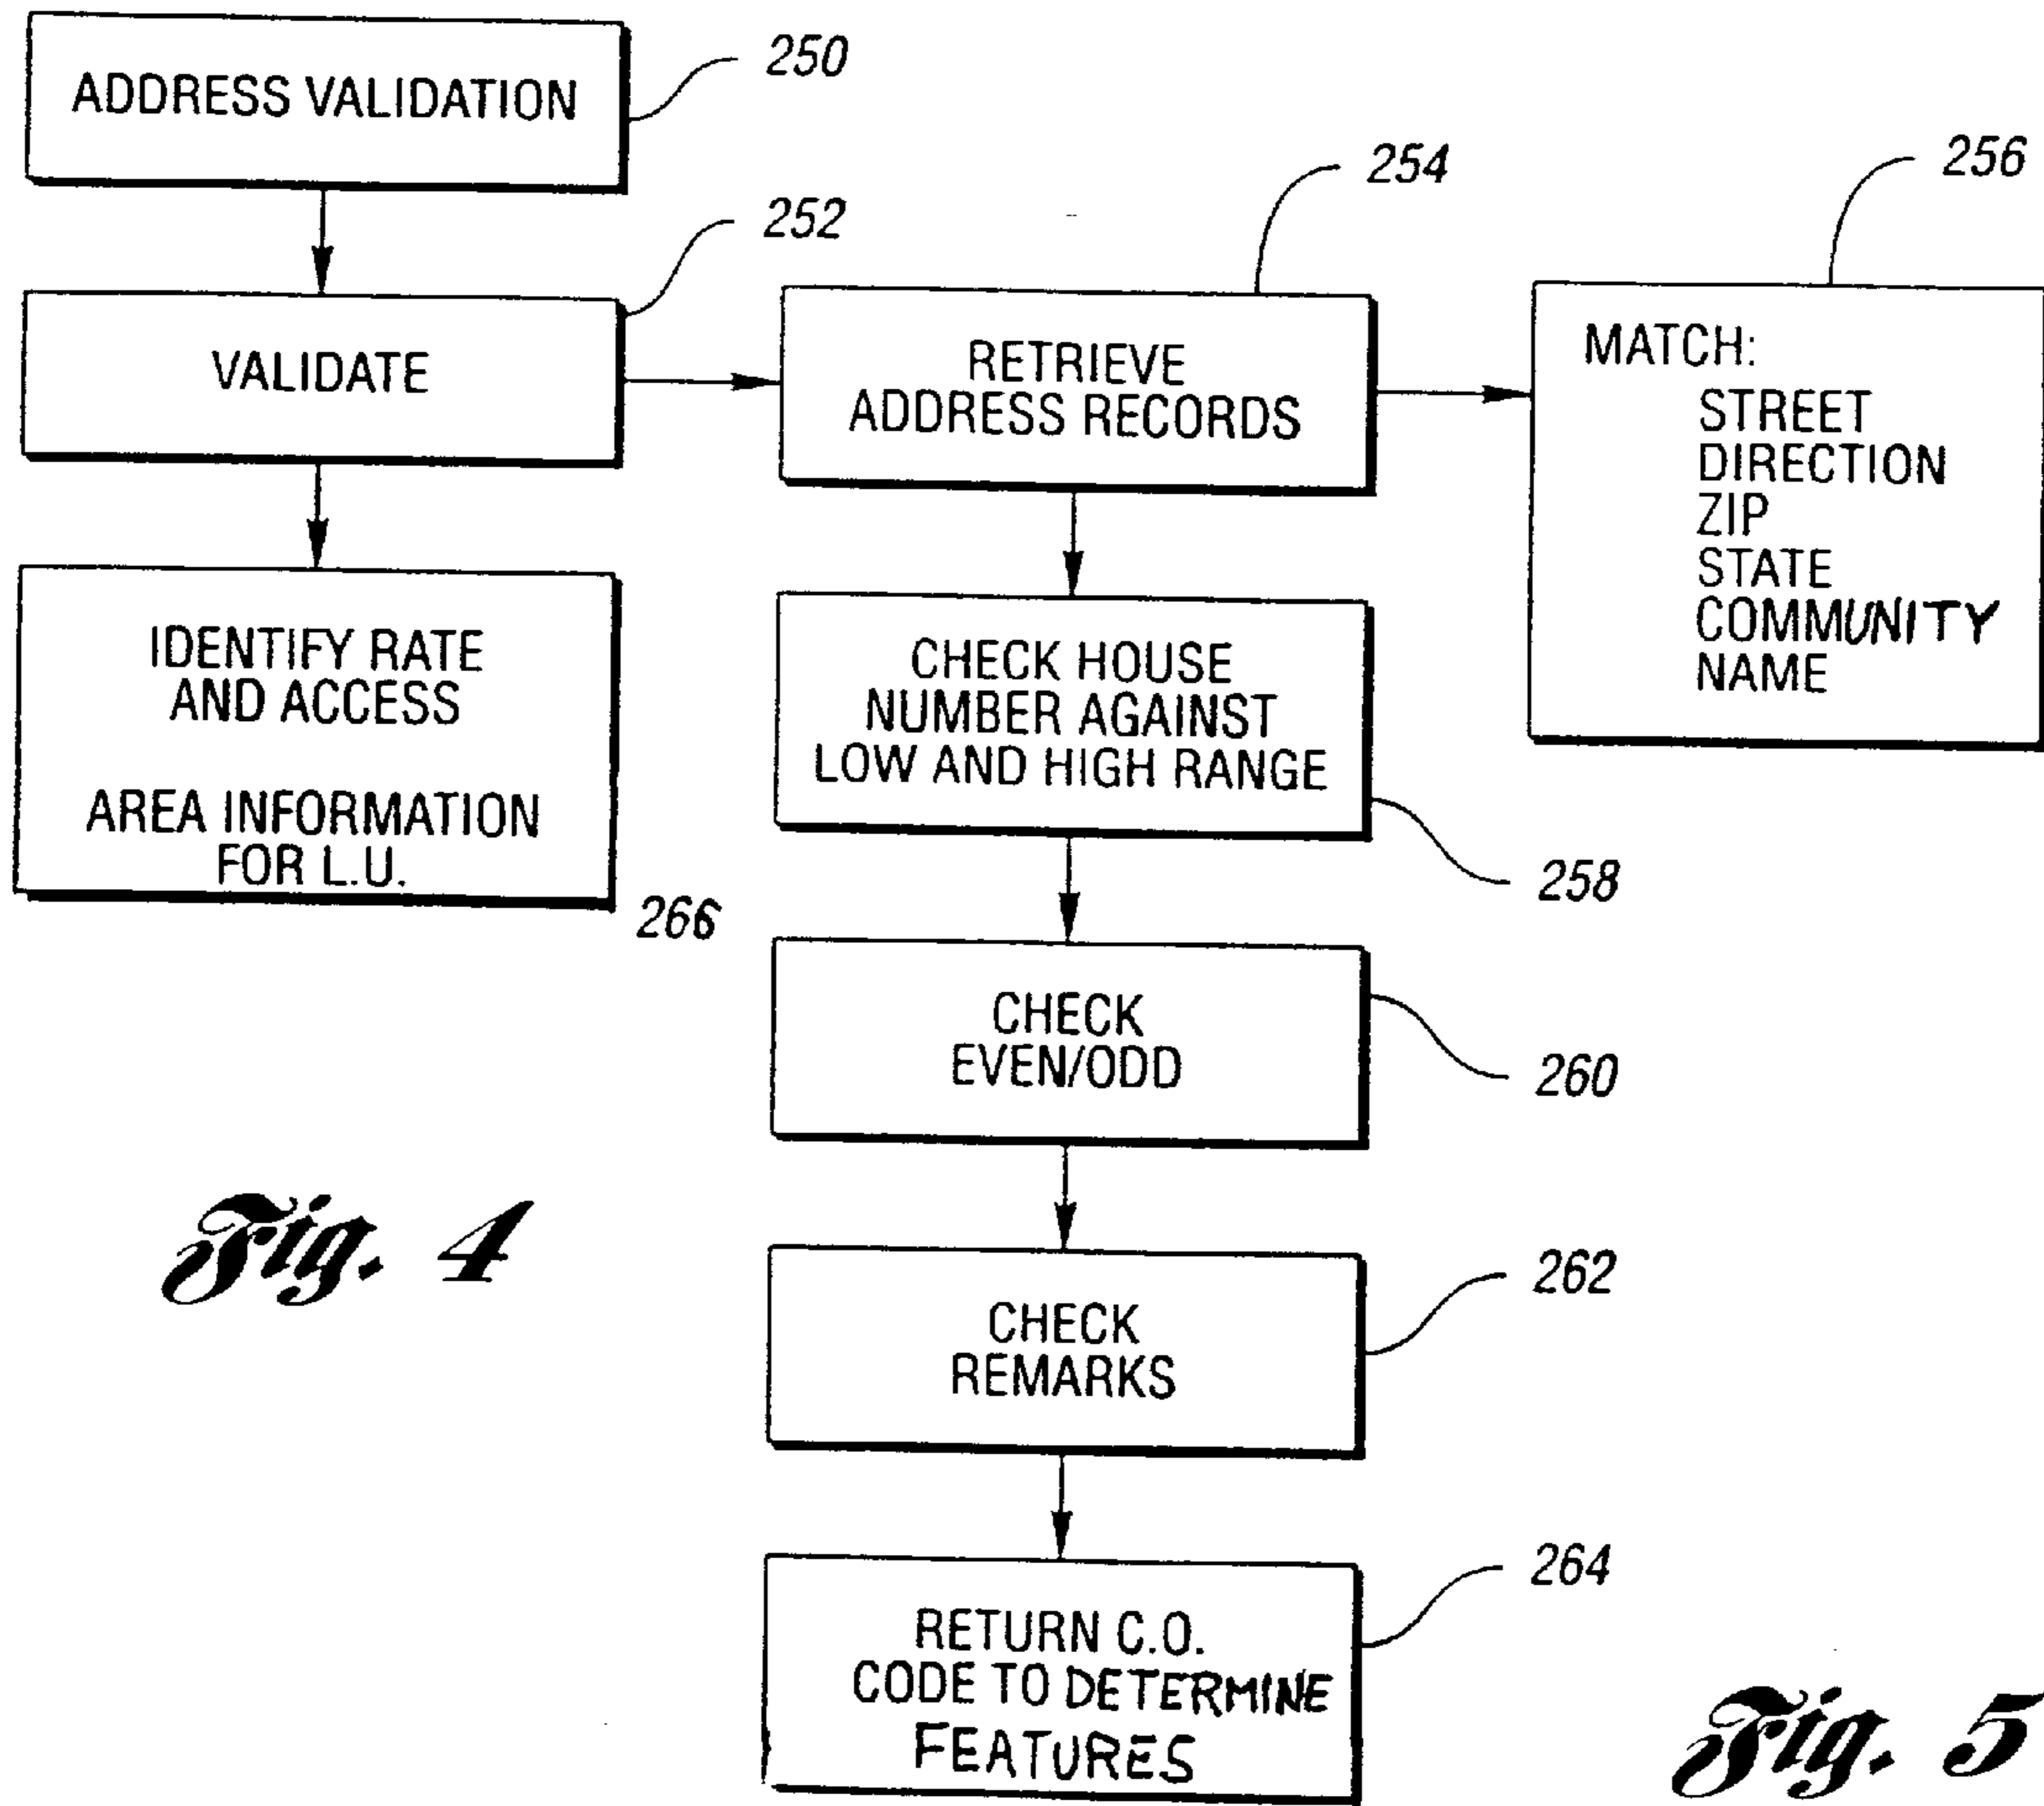 ADDRESS VALIDATION
250
VALIDATE
252
RETRIEVE
ADDRESS RECORDS
254
MATCH:
STREET
DIRECTION
ZIP
STATE
COMMUNITY
NAME
256
IDENTIFY RATE
AND ACCESS
AREA INFORMATION
FOR L.U.
266
CHECK HOUSE
NUMBER AGAINST
LOW AND HIGH RANGE
258
CHECK
EVEN/ODD
260
CHECK
REMARKS
262
RETURN C.O.
CODE TO DETERMINE
FEATURES
264
Fig. 4
Fig. 5